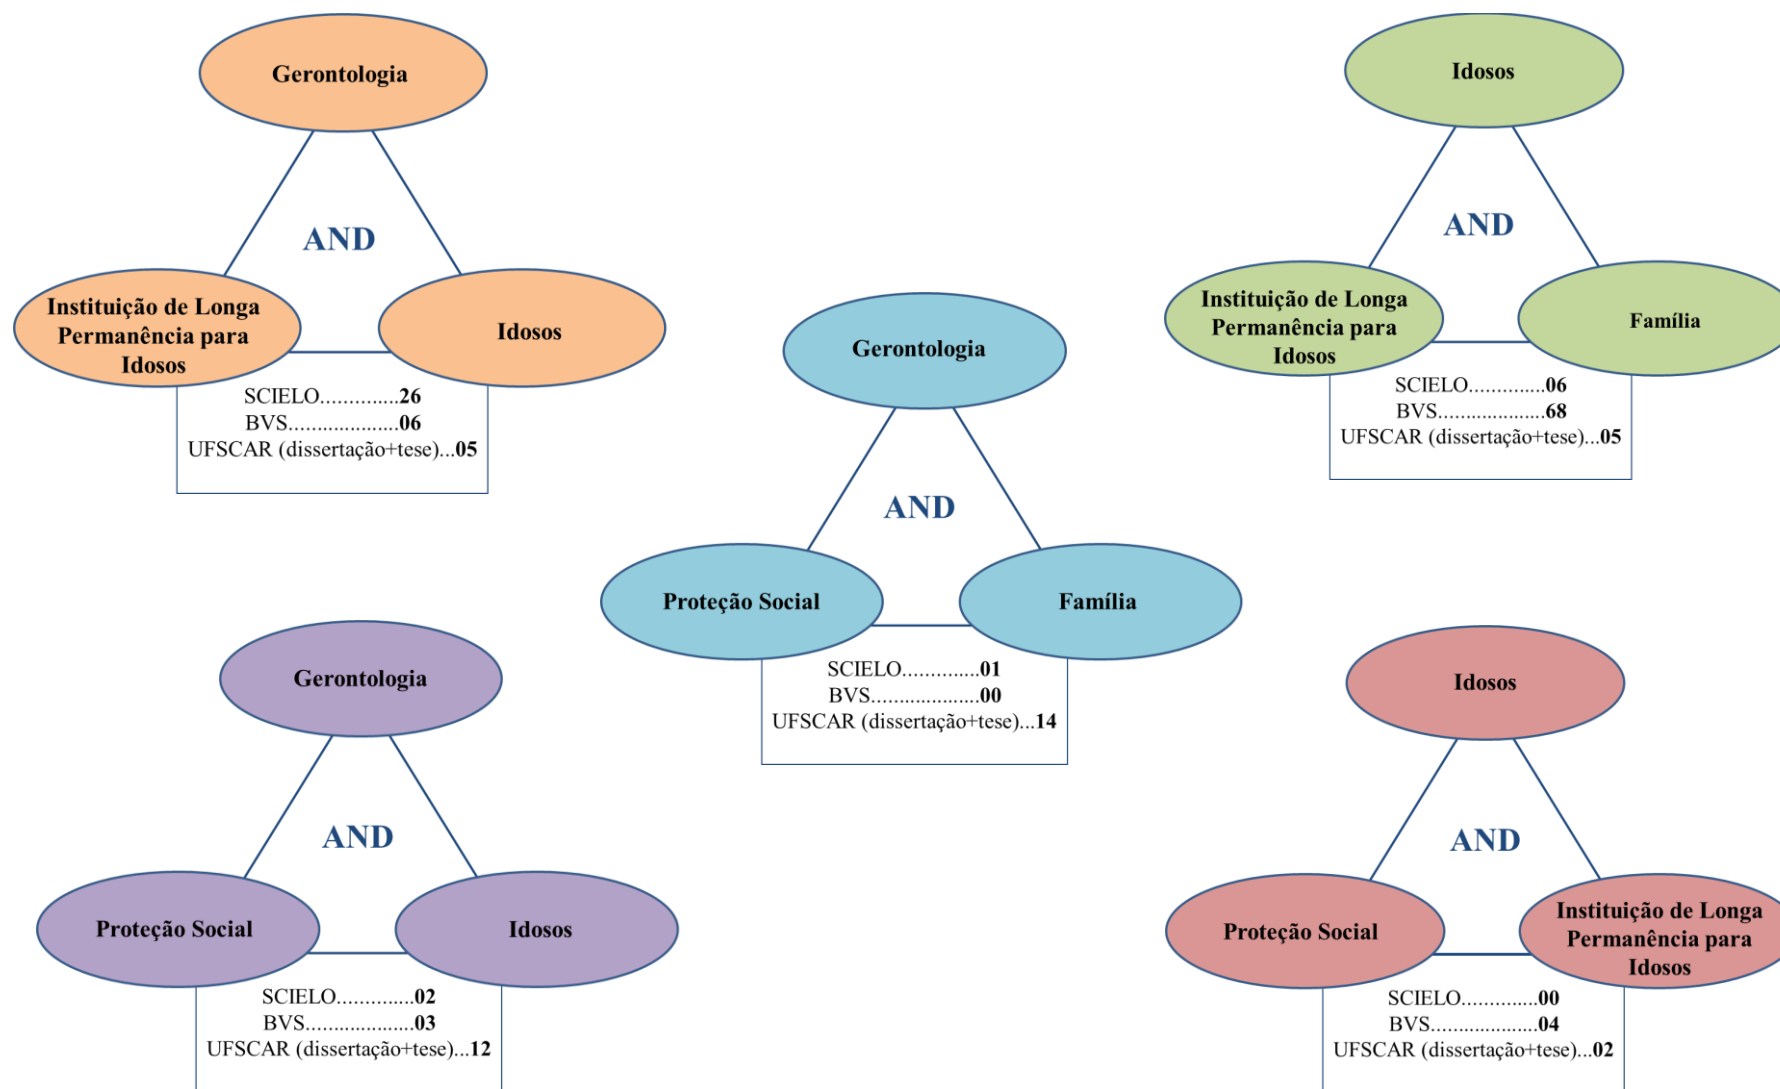 Gerontologia
AND
Instituição de Longa
Permanência para
Idosos
Idosos
SCIELO.............26
BVS....................06
UFSCAR (dissertação+tese)...05
Idosos
AND
Instituição de Longa
Permanência para
Idosos
Família
SCIELO.............06
BVS....................68
UFSCAR (dissertação+tese)...05
Gerontologia
AND
Proteção Social
Família
SCIELO.............01
BVS....................00
UFSCAR (dissertação+tese)...14
Gerontologia
AND
Proteção Social
Idosos
SCIELO.............02
BVS....................03
UFSCAR (dissertação+tese)...12
Idosos
AND
Proteção Social
Instituição de Longa
Permanência para
Idosos
SCIELO.............00
BVS....................04
UFSCAR (dissertação+tese)...02